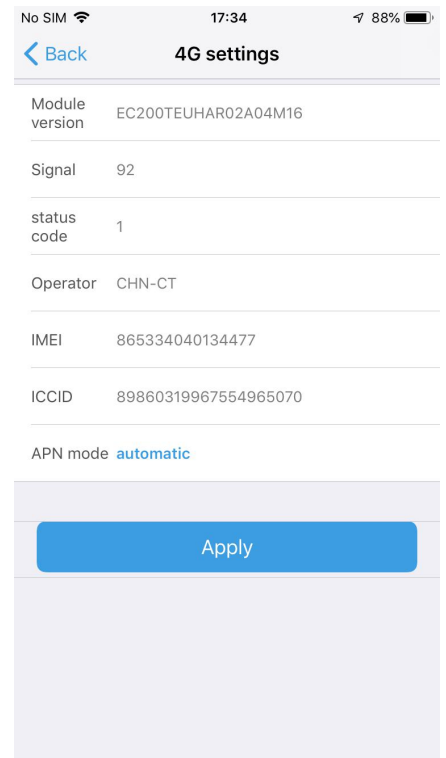 No SIM 17:34 88%
Back 4G settings
Module
version EC200TEUHAR02A04M16
Signal 92
status
code 1
Operator CHN-CT
IMEI 865334040134477
ICCID 89860319967554965070
APN mode automatic
Apply